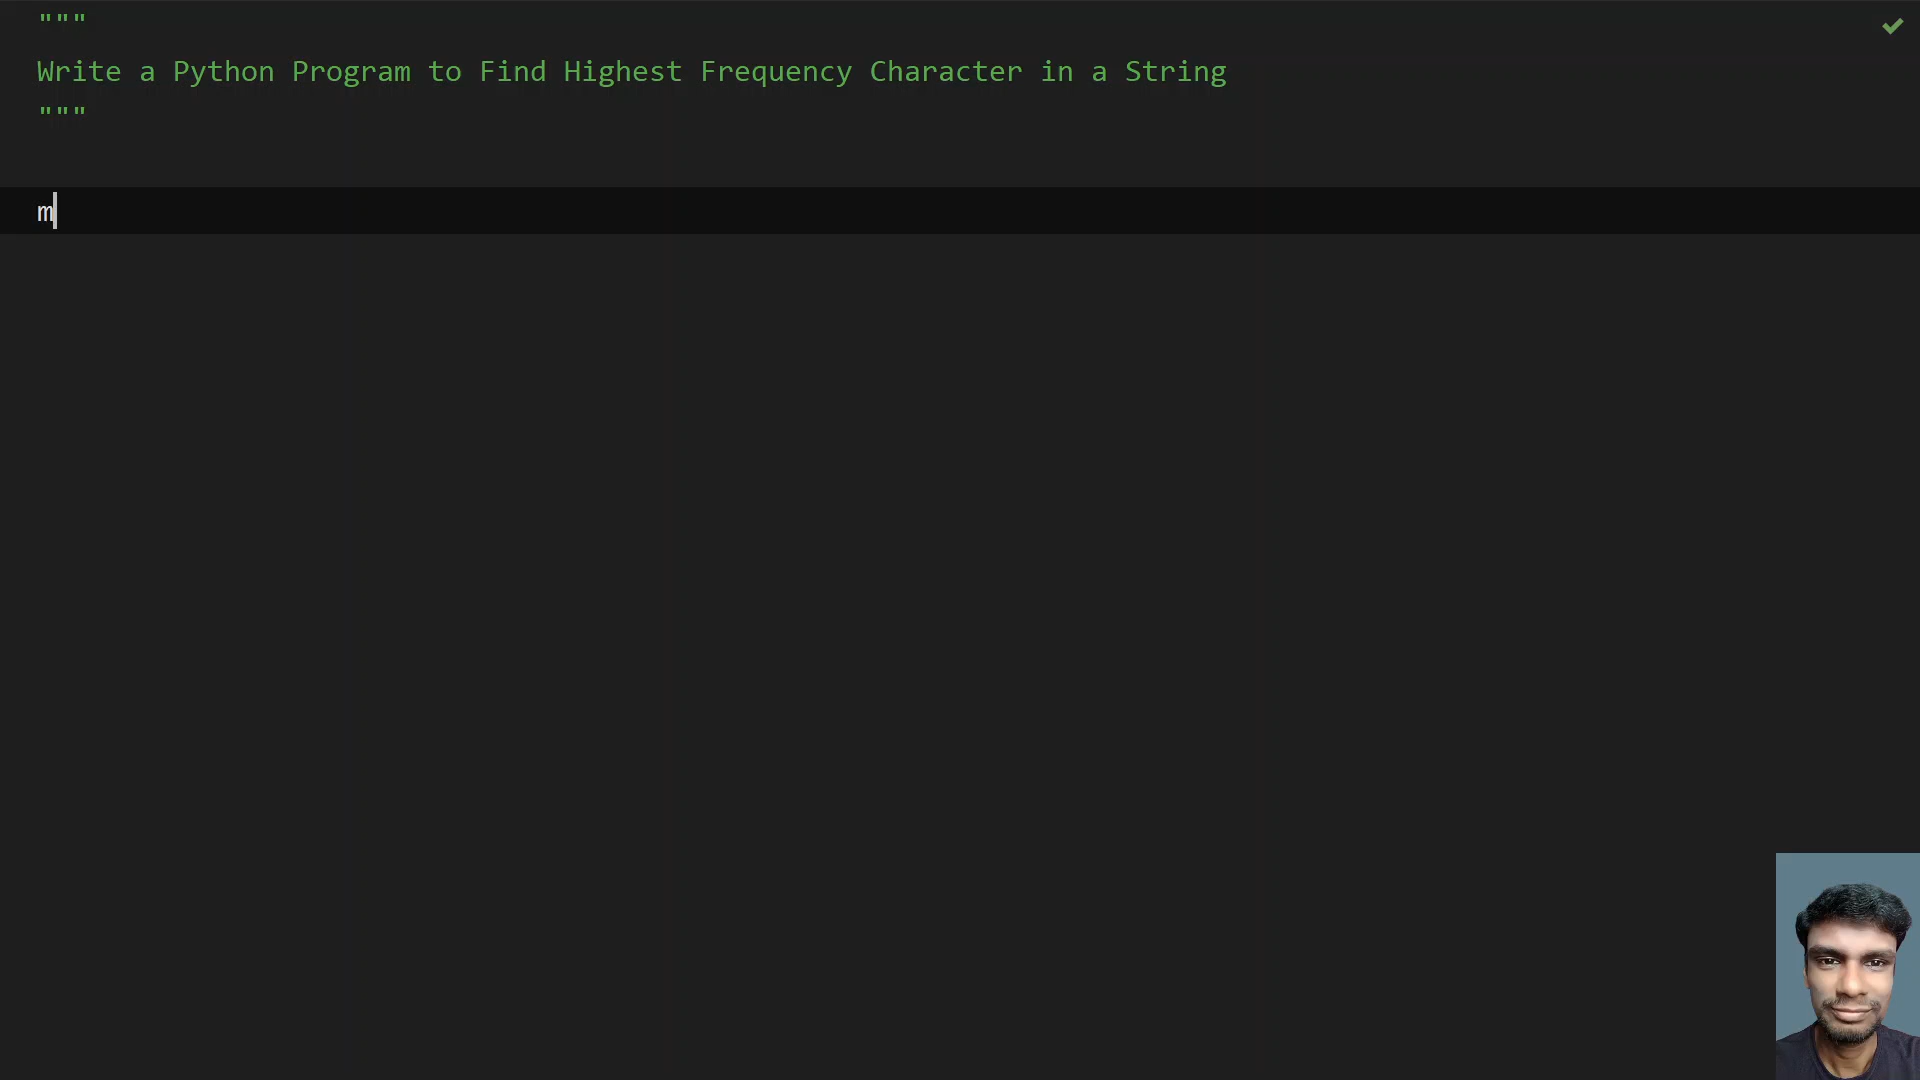 """
Write a Python Program to Find Highest Frequency Character in a String
"""
m